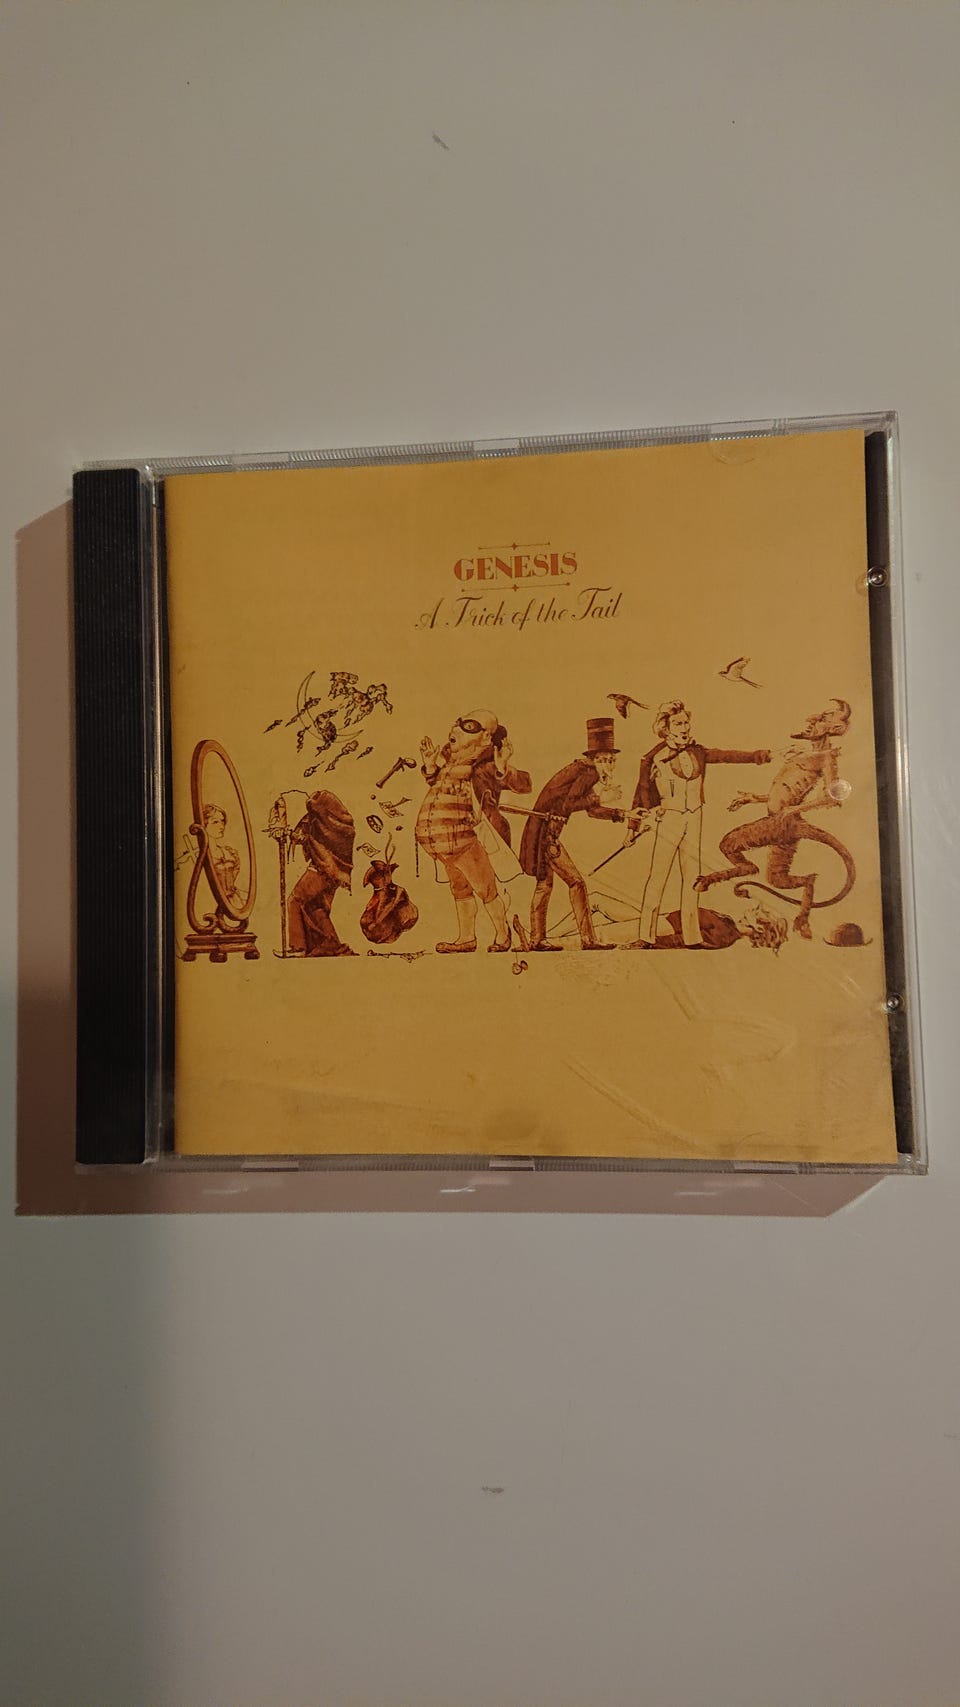 GENESIS
A Trick of the Tail